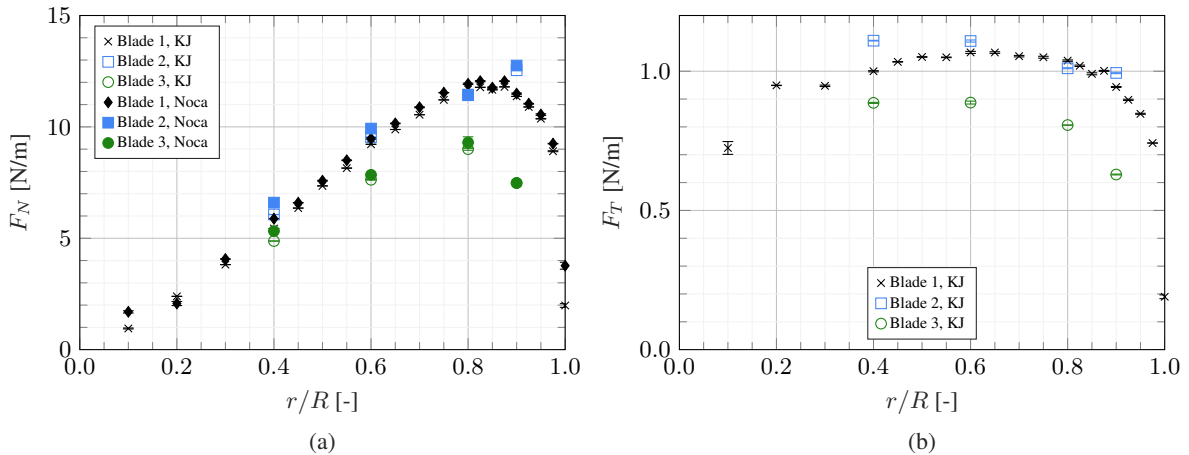 15
10
5
0
F_N [N/m]
Blade 1, KJ
Blade 2, KJ
Blade 3, KJ
Blade 1, Noca
Blade 2, Noca
Blade 3, Noca
0.0 0.2 0.4 0.6 0.8 1.0
r/R [-]
(a)
1.0
0.5
0.0
F_T [N/m]
Blade 1, KJ
Blade 2, KJ
Blade 3, KJ
0.0 0.2 0.4 0.6 0.8 1.0
r/R [-]
(b)